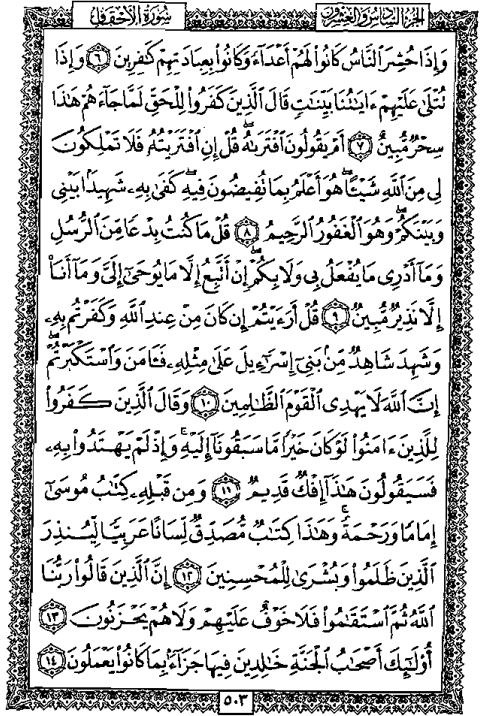 الجزء السادس والعشرون
سورة الأحقاف
وَإِذَا حُشِرَ ٱلنَّاسُ كَانُوا۟ لَهُمْ أَعْدَآءً وَكَانُوا۟ بِعِبَادَتِهِمْ كَٰفِرِينَ ٦ وَإِذَا
تُتْلَىٰ عَلَيْهِمْ ءَايَٰتُنَا بَيِّنَٰتٍ قَالَ ٱلَّذِينَ كَفَرُوا۟ لِلْحَقِّ لَمَّا جَآءَهُمْ هَٰذَا
سِحْرٌ مُّبِينٌ ٧ أَمْ يَقُولُونَ ٱفْتَرَىٰهُ ۖ قُلْ إِنِ ٱفْتَرَيْتُهُۥ فَلَا تَمْلِكُونَ
لِى مِنَ ٱللَّهِ شَيْـًٔا ۖ هُوَ أَعْلَمُ بِمَا تُفِيضُونَ فِيهِ ۖ كَفَىٰ بِهِۦ شَهِيدًۢا بَيْنِى
وَبَيْنَكُمْ ۖ وَهُوَ ٱلْغَفُورُ ٱلرَّحِيمُ ٨ قُلْ مَا كُنتُ بِدْعًا مِّنَ ٱلرُّسُلِ
وَمَآ أَدْرِى مَا يُفْعَلُ بِى وَلَا بِكُمْ ۖ إِنْ أَتَّبِعُ إِلَّا مَا يُوحَىٰٓ إِلَىَّ وَمَآ أَنَا۠
إِلَّا نَذِيرٌ مُّبِينٌ ٩ قُلْ أَرَءَيْتُمْ إِن كَانَ مِنْ عِندِ ٱللَّهِ وَكَفَرْتُم بِهِۦ
وَشَهِدَ شَاهِدٌ مِّنۢ بَنِىٓ إِسْرَٰٓءِيلَ عَلَىٰ مِثْلِهِۦ فَـَٔامَنَ وَٱسْتَكْبَرْتُمْ ۖ
إِنَّ ٱللَّهَ لَا يَهْدِى ٱلْقَوْمَ ٱلظَّٰلِمِينَ ١٠ وَقَالَ ٱلَّذِينَ كَفَرُوا۟
لِلَّذِينَ ءَامَنُوا۟ لَوْ كَانَ خَيْرًا مَّا سَبَقُونَآ إِلَيْهِ ۚ وَإِذْ لَمْ يَهْتَدُوا۟ بِهِۦ
فَسَيَقُولُونَ هَٰذَآ إِفْكٌ قَدِيمٌ ١١ وَمِن قَبْلِهِۦ كِتَٰبُ مُوسَىٰٓ
إِمَامًا وَرَحْمَةً ۚ وَهَٰذَا كِتَٰبٌ مُّصَدِّقٌ لِّسَانًا عَرَبِيًّا لِّيُنذِرَ
ٱلَّذِينَ ظَلَمُوا۟ وَبُشْرَىٰ لِلْمُحْسِنِينَ ١٢ إِنَّ ٱلَّذِينَ قَالُوا۟ رَبُّنَا
ٱللَّهُ ثُمَّ ٱسْتَقَٰمُوا۟ فَلَا خَوْفٌ عَلَيْهِمْ وَلَا هُمْ يَحْزَنُونَ ١٣
أُو۟لَٰٓئِكَ أَصْحَٰبُ ٱلْجَنَّةِ خَٰلِدِينَ فِيهَا جَزَآءًۢ بِمَا كَانُوا۟ يَعْمَلُونَ ١٤
٥٠٣